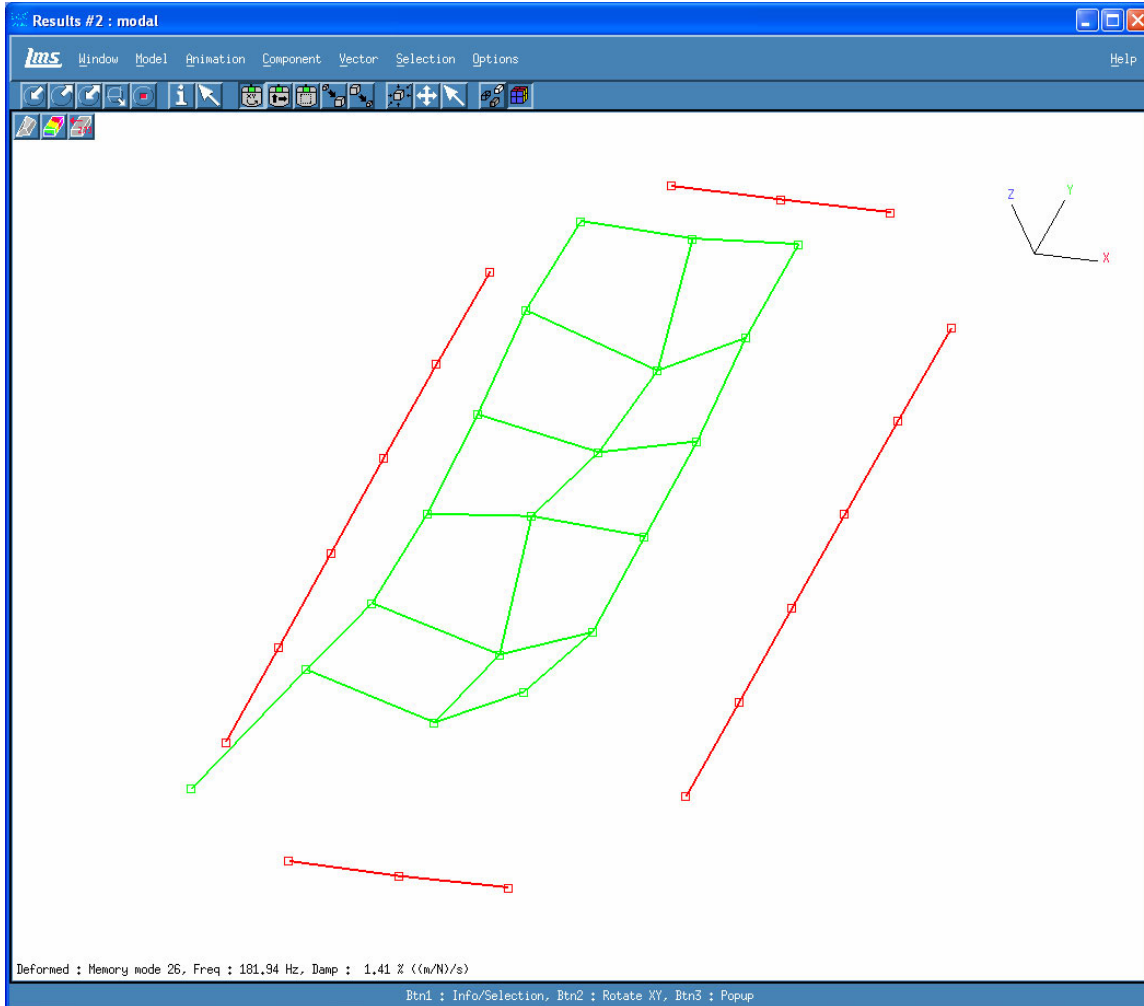 Results #2 : modal
lms Window Model Animation Component Vector Selection Options Help
Z Y X
Deformed : Memory mode 26, Freq : 181.94 Hz, Damp : 1.41 % ((m/N)/s)
Btn1 : Info/Selection, Btn2 : Rotate XY, Btn3 : Popup